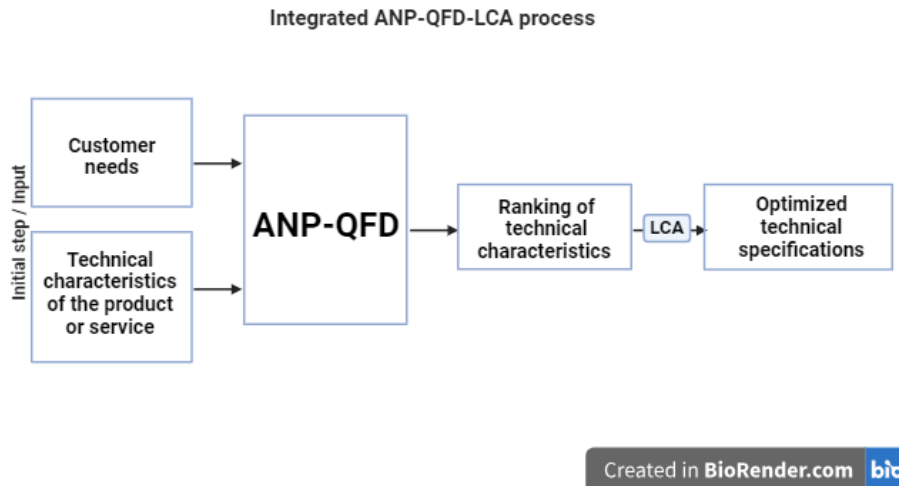 Integrated ANP-QFD-LCA process
Initial step / Input
Customer
needs
Technical
characteristics
of the product
or service
ANP-QFD
Ranking of
technical
characteristics
LCA
Optimized
technical
specifications
Created in BioRender.com
bio